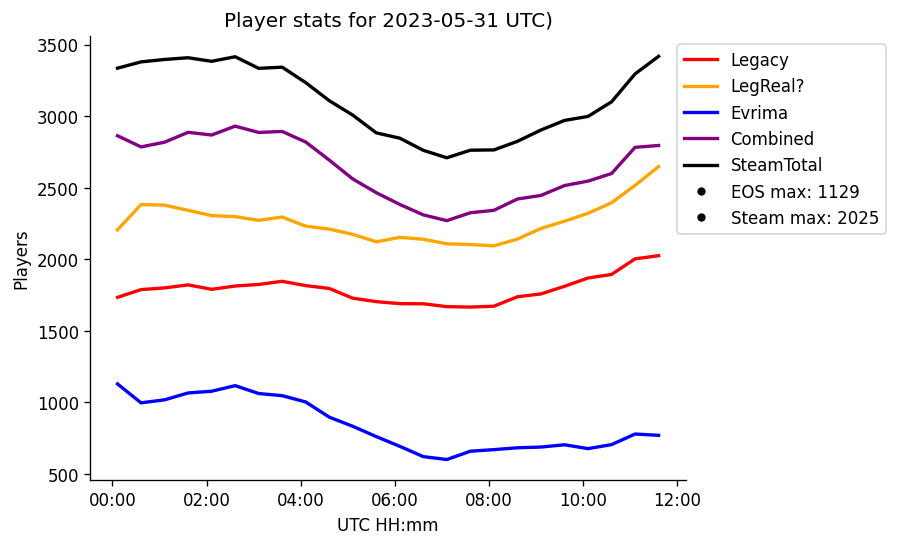 Player stats for 2023-05-31 UTC)
3500
3000
2500
2000
1500
1000
500
Players
00:00 02:00 04:00 06:00 08:00 10:00 12:00
UTC HH:mm
Legacy
LegReal?
Evrima
Combined
SteamTotal
EOS max: 1129
Steam max: 2025